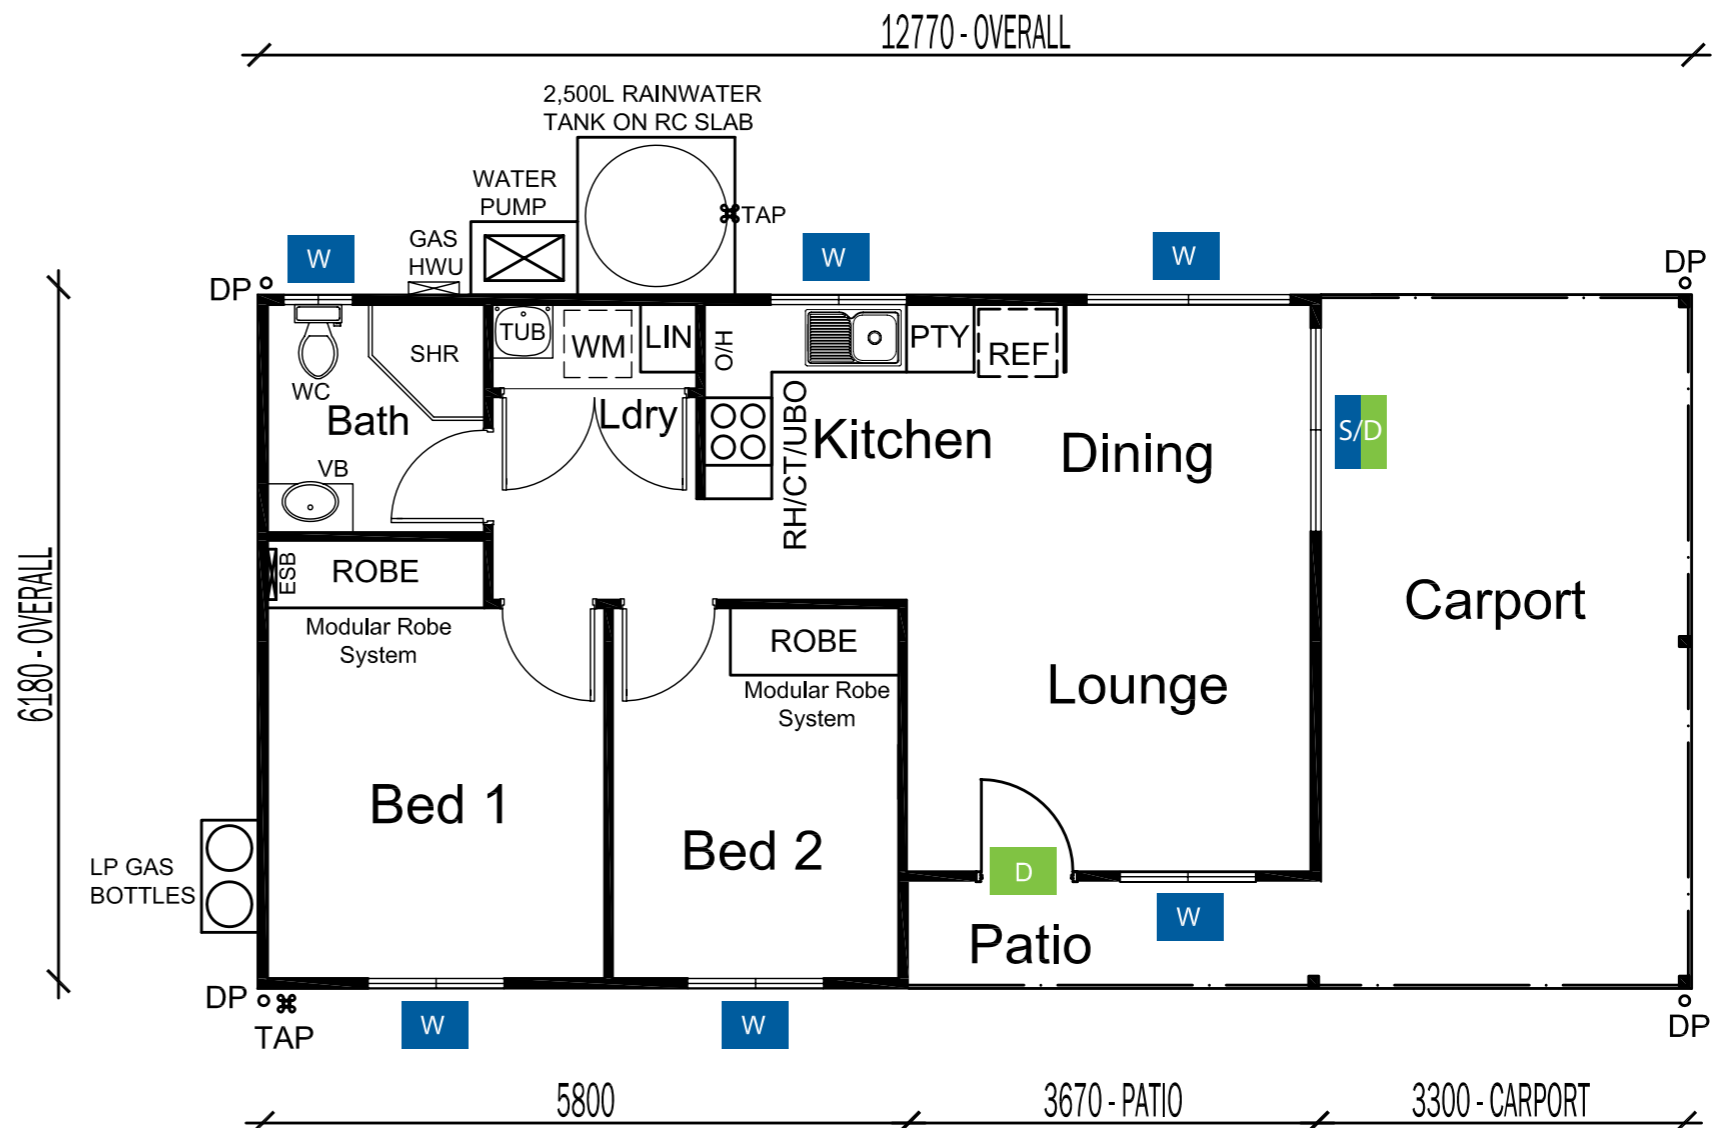 12770 - OVERALL
2,500L RAINWATER
TANK ON RC SLAB
WATER
PUMP
TAP
GAS
HWU
W
W
W
DP
DP
TUB
WM
LIN
O/H
PTY
REF
SHR
WC
Bath
Ldry
Kitchen
Dining
S/D
VB
RH/CT/UBO
ESB
ROBE
Modular Robe
System
ROBE
Modular Robe
System
Carport
Lounge
6180 - OVERALL
Bed 1
Bed 2
LP GAS
BOTTLES
D
W
Patio
DP
TAP
W
W
DP
5800
3670 - PATIO
3300 - CARPORT